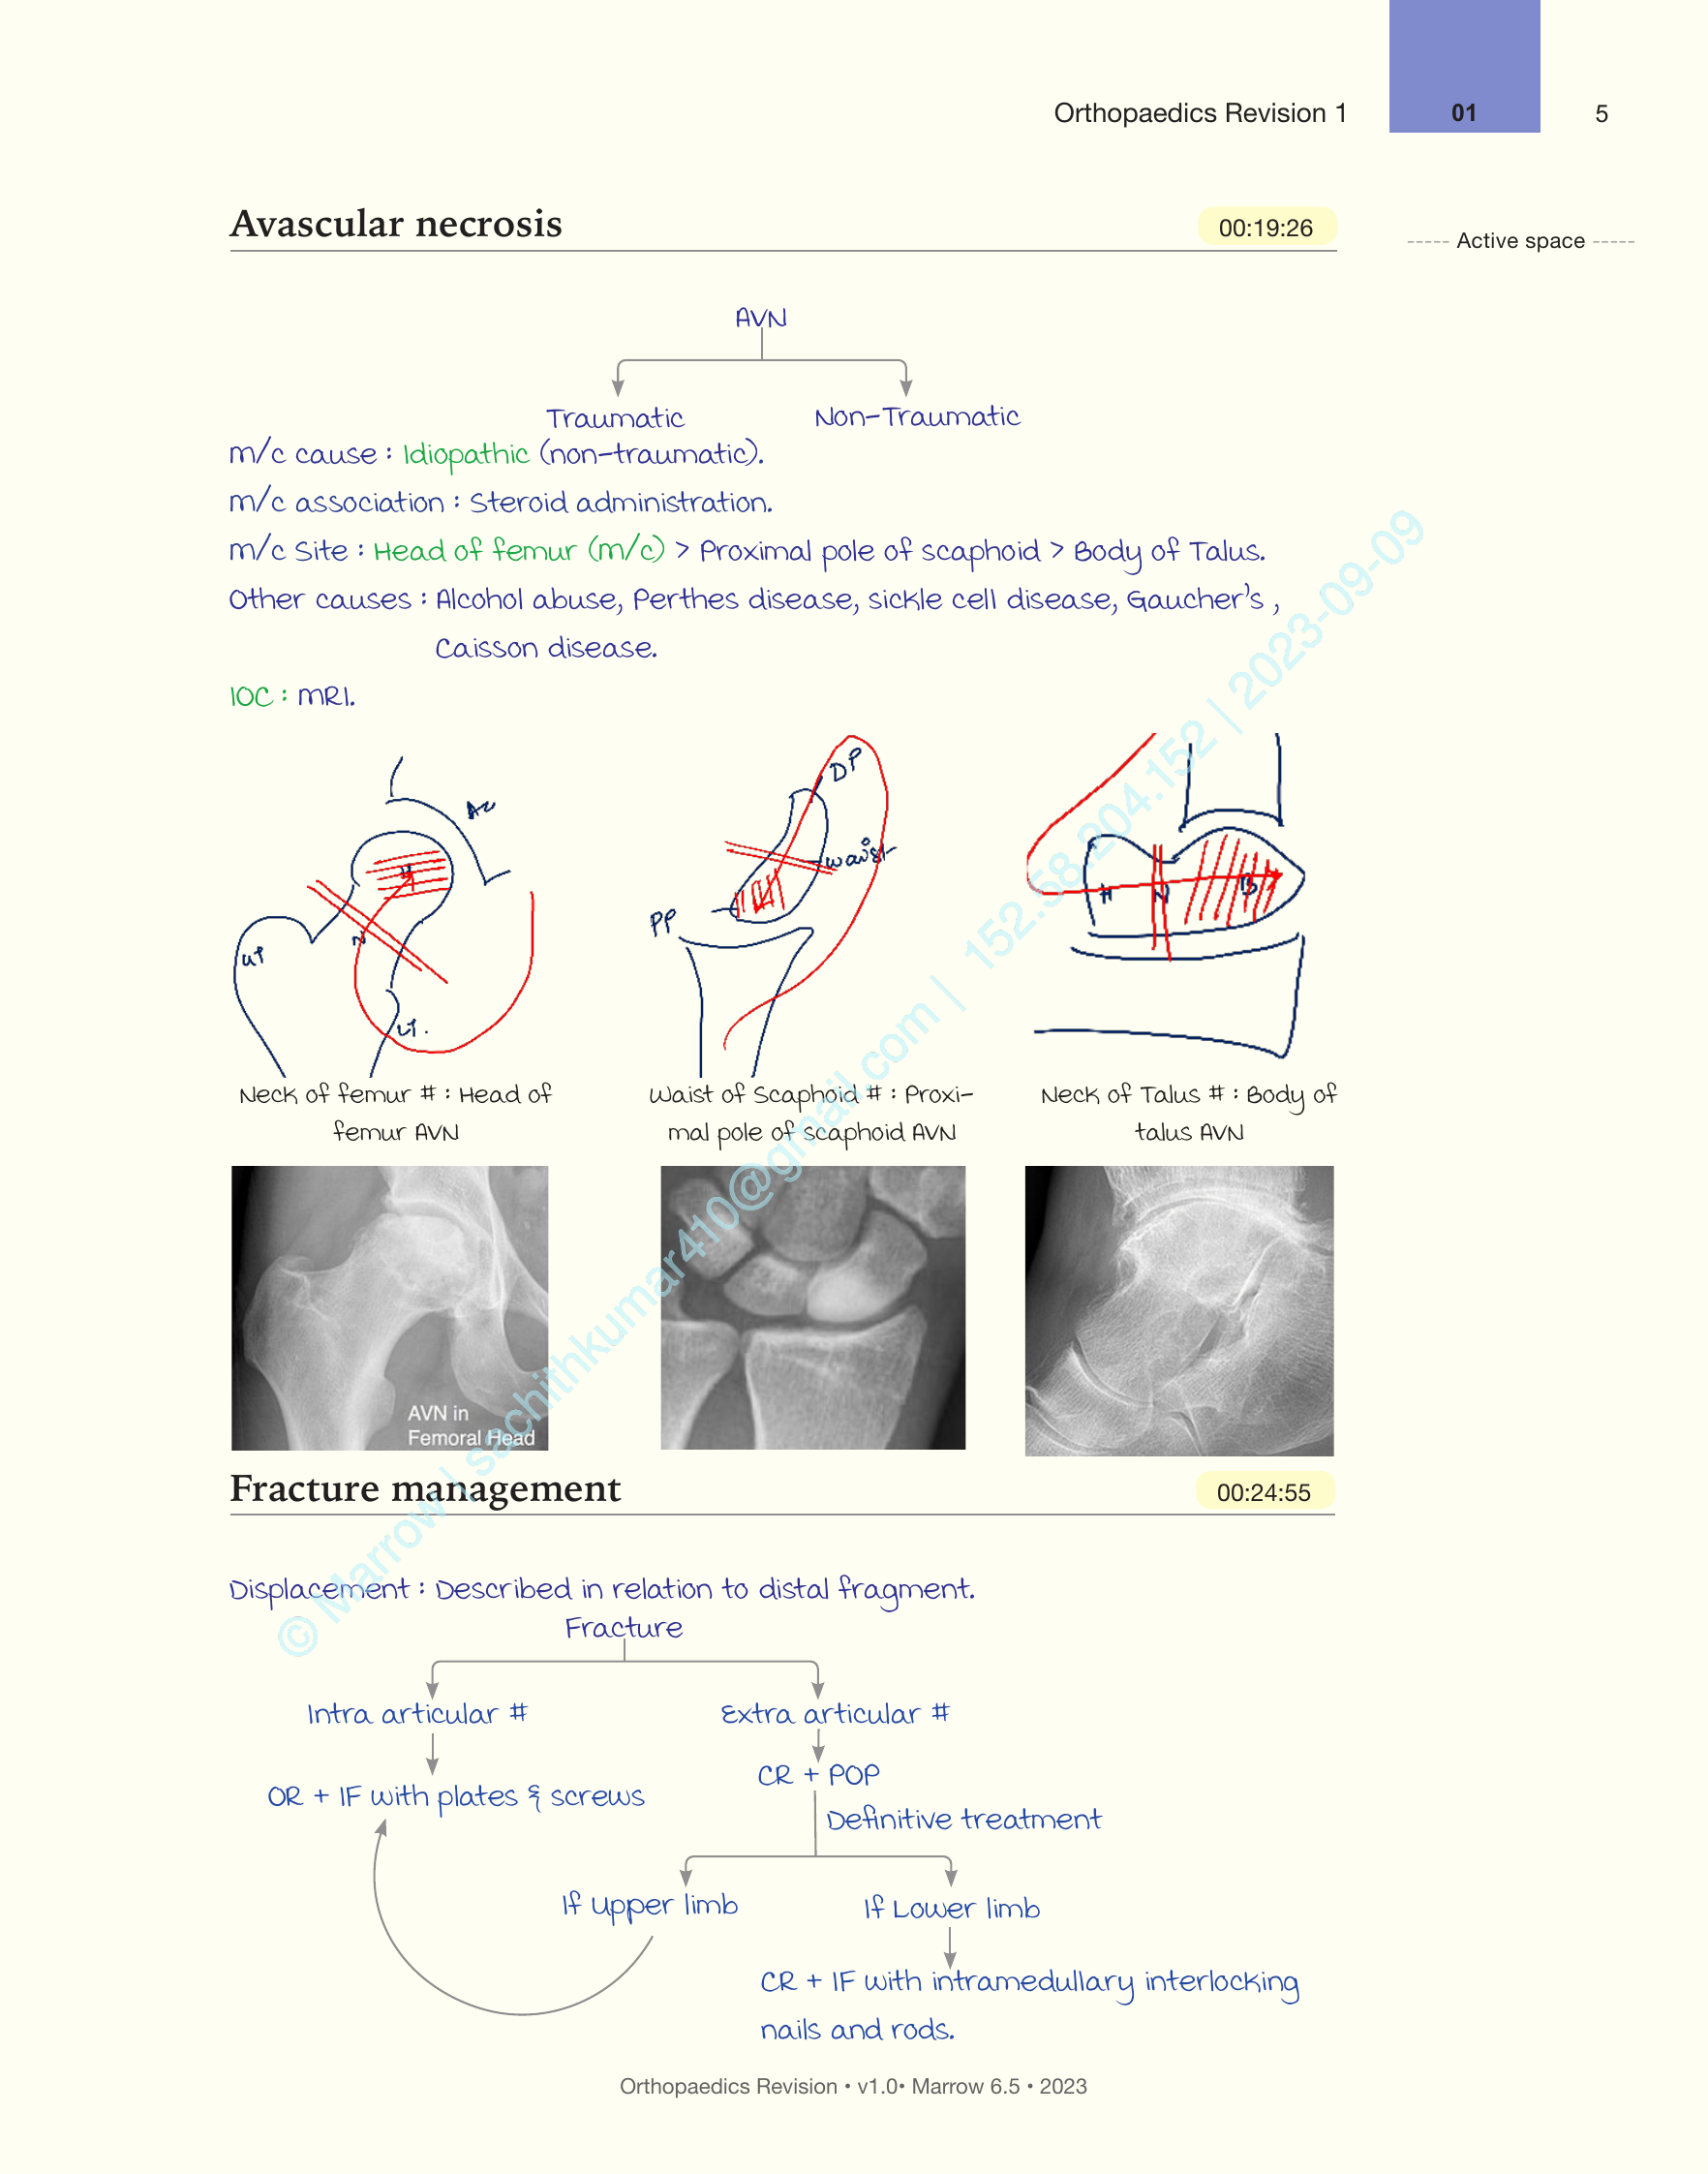 Orthopaedics Revision 1 01 5
Avascular necrosis 00:19:26
----- Active space -----
AVN
Traumatic Non-Traumatic
m/c cause : Idiopathic (non-traumatic).
m/c association : Steroid administration.
m/c Site : Head of femur (m/c) > Proximal pole of scaphoid > Body of Talus.
Other causes : Alcohol abuse, Perthes disease, sickle cell disease, Gaucher's ,
Caisson disease.
IOC : MRI.
Ac
N
LT.
DP
waist
PP
H N B
Neck of femur # : Head of
femur AVN
Waist of Scaphoid # : Proxi-
mal pole of scaphoid AVN
Neck of Talus # : Body of
talus AVN
AVN in
Femoral Head
© Marrow | sachithkumar410@gmail.com | 152.58.204.152 | 2023-09-09
Fracture management 00:24:55
Displacement : Described in relation to distal fragment.
Fracture
Intra articular # Extra articular #
OR + IF with plates & screws
CR + POP
Definitive treatment
If Upper limb If Lower limb
CR + IF with intramedullary interlocking
nails and rods.
Orthopaedics Revision • v1.0• Marrow 6.5 • 2023